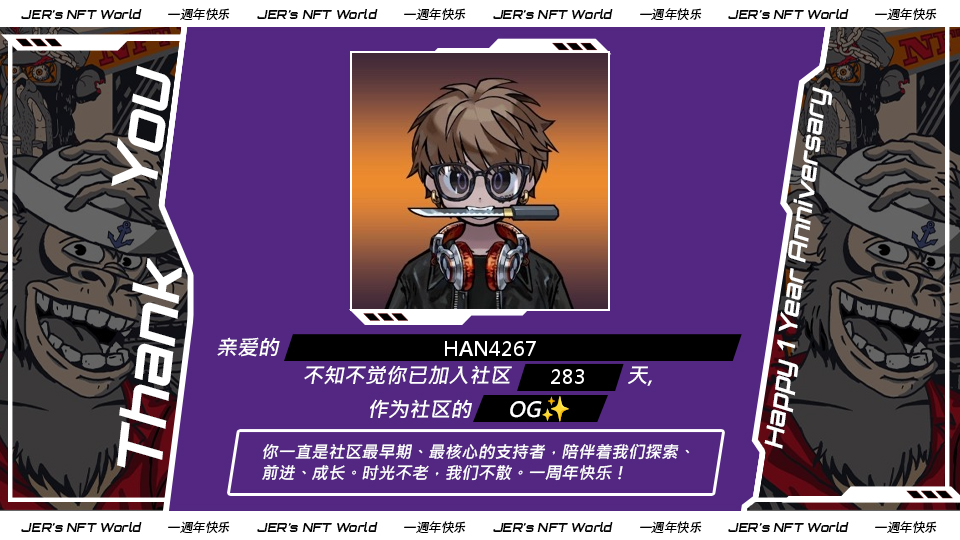 JER's NFT World 一週年快乐 JER's NFT World 一週年快乐 JER's NFT World 一週年快乐 JER's NFT World 一週年快乐
Thank You
Happy 1 Year Anniversary
亲爱的 HAN4267
不知不觉你已加入社区 283 天,
作为社区的 OG✨
你一直是社区最早期、最核心的支持者，陪伴着我们探索、
前进、成长。时光不老，我们不散。一周年快乐！
JER's NFT World 一週年快乐 JER's NFT World 一週年快乐 JER's NFT World 一週年快乐 JER's NFT World 一週年快乐